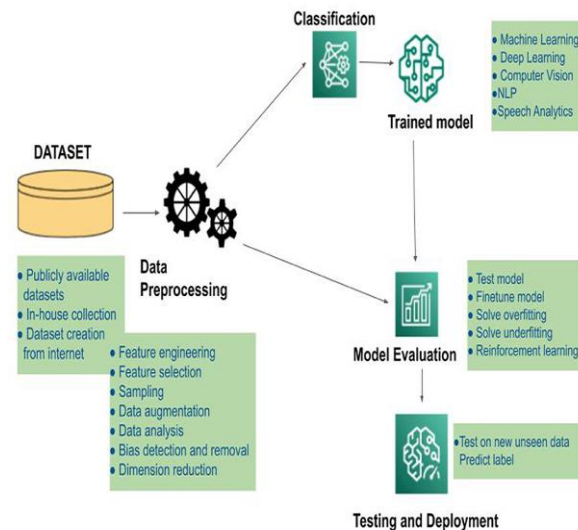 Classification
● Machine Learning
● Deep Learning
● Computer Vision
● NLP
● Speech Analytics
Trained model
DATASET
Data
Preprocessing
● Publicly available
datasets
● In-house collection
● Dataset creation
from internet
● Feature engineering
● Feature selection
● Sampling
● Data augmentation
● Data analysis
● Bias detection and removal
● Dimension reduction
Model Evaluation
● Test model
● Finetune model
● Solve overfitting
● Solve underfitting
● Reinforcement learning
● Test on new unseen data
Predict label
Testing and Deployment